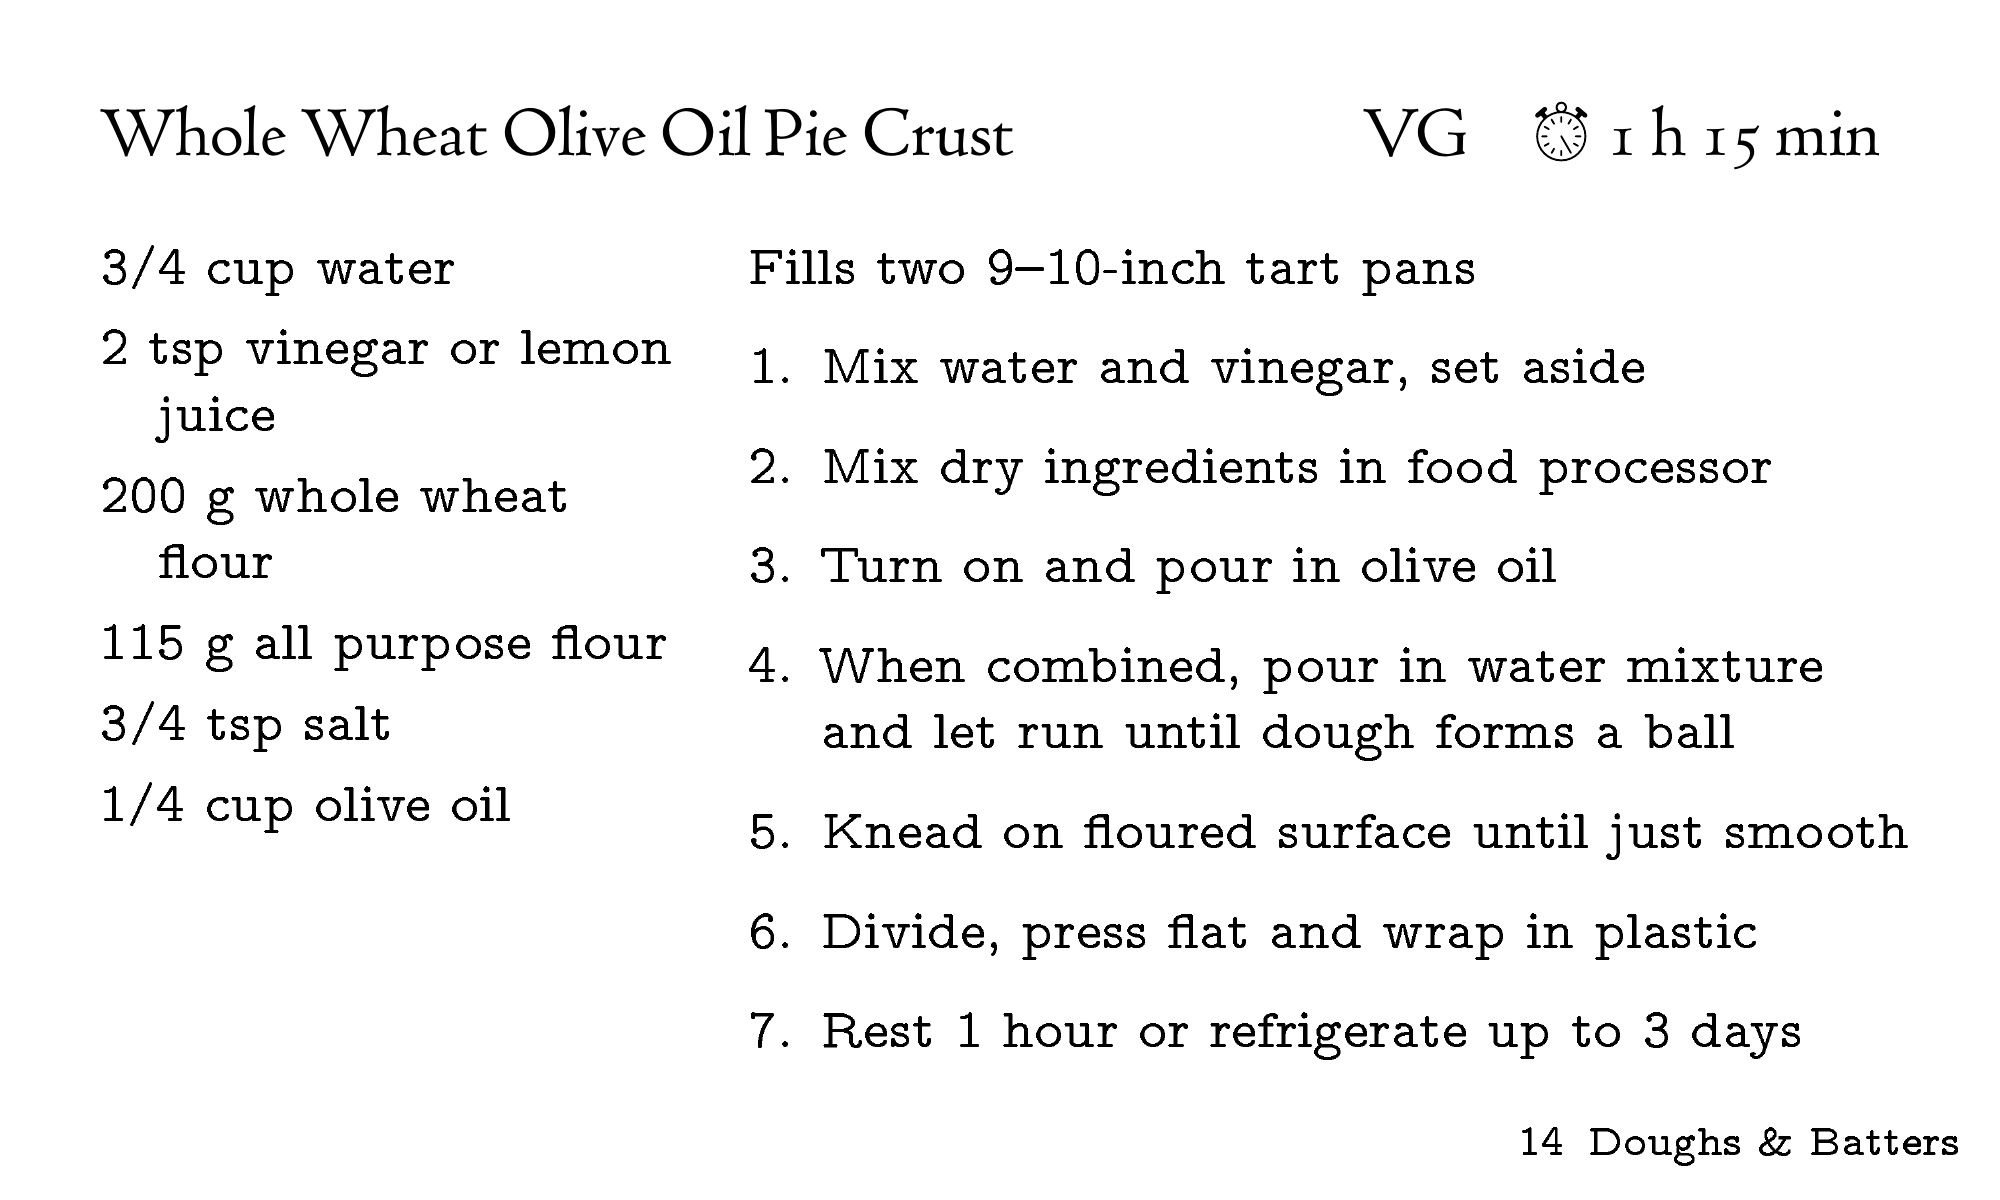 Whole Wheat Olive Oil Pie Crust
VG 1 h 15 min
3/4 cup water
2 tsp vinegar or lemon
juice
200 g whole wheat
flour
115 g all purpose flour
3/4 tsp salt
1/4 cup olive oil
Fills two 9–10-inch tart pans
1. Mix water and vinegar, set aside
2. Mix dry ingredients in food processor
3. Turn on and pour in olive oil
4. When combined, pour in water mixture
and let run until dough forms a ball
5. Knead on floured surface until just smooth
6. Divide, press flat and wrap in plastic
7. Rest 1 hour or refrigerate up to 3 days
14 Doughs & Batters